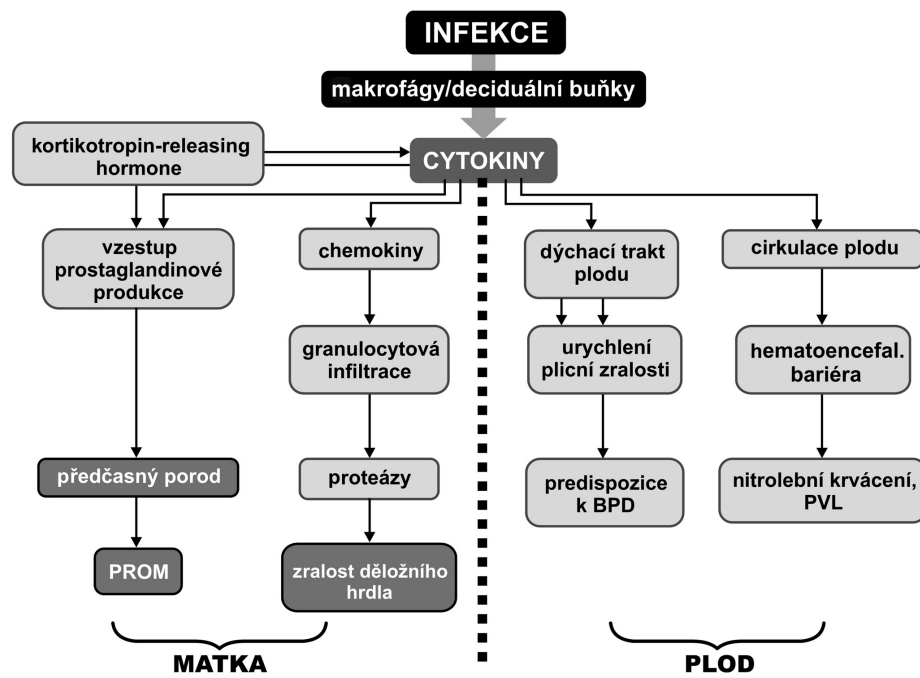 INFEKCE
makrofágy/deciduální buňky
kortikotropin-releasing
hormone
CYTOKINY
vzestup
prostaglandinové
produkce
chemokiny
dýchací trakt
plodu
cirkulace plodu
granulocytová
infiltrace
urychlení
plicní zralosti
hematoencefal.
bariéra
předčasný porod
proteázy
predispozice
k BPD
nitrolební krvácení,
PVL
PROM
zralost děložního
hrdla
MATKA
PLOD